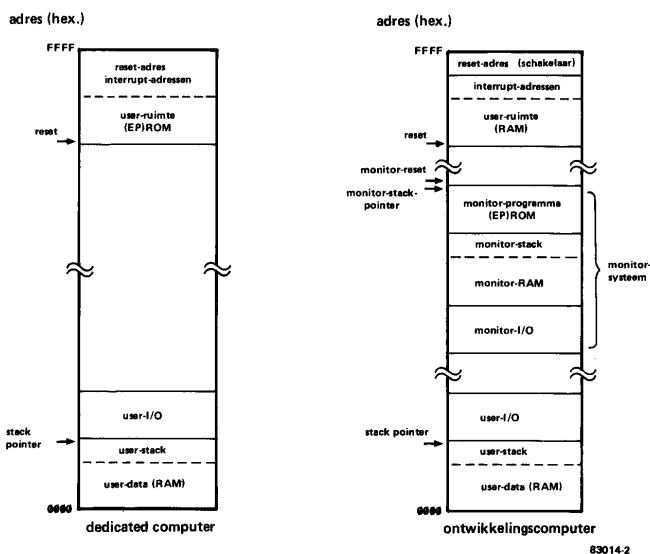 adres (hex.)
FFFF
reset-adres
interrupt-adressen
user-ruimte
(EP)ROM
reset
user-I/O
stack
pointer
user-stack
user-data (RAM)
0000
dedicated computer
adres (hex.)
FFFF
reset-adres (schakelaar)
interrupt-adressen
user-ruimte
(RAM)
reset
monitor-reset
monitor-stack-
pointer
monitor-programma
(EP)ROM
monitor-stack
monitor-RAM
monitor-I/O
monitor-
systeem
user-I/O
stack pointer
user-stack
user-data (RAM)
0000
ontwikkelingscomputer
83014-2